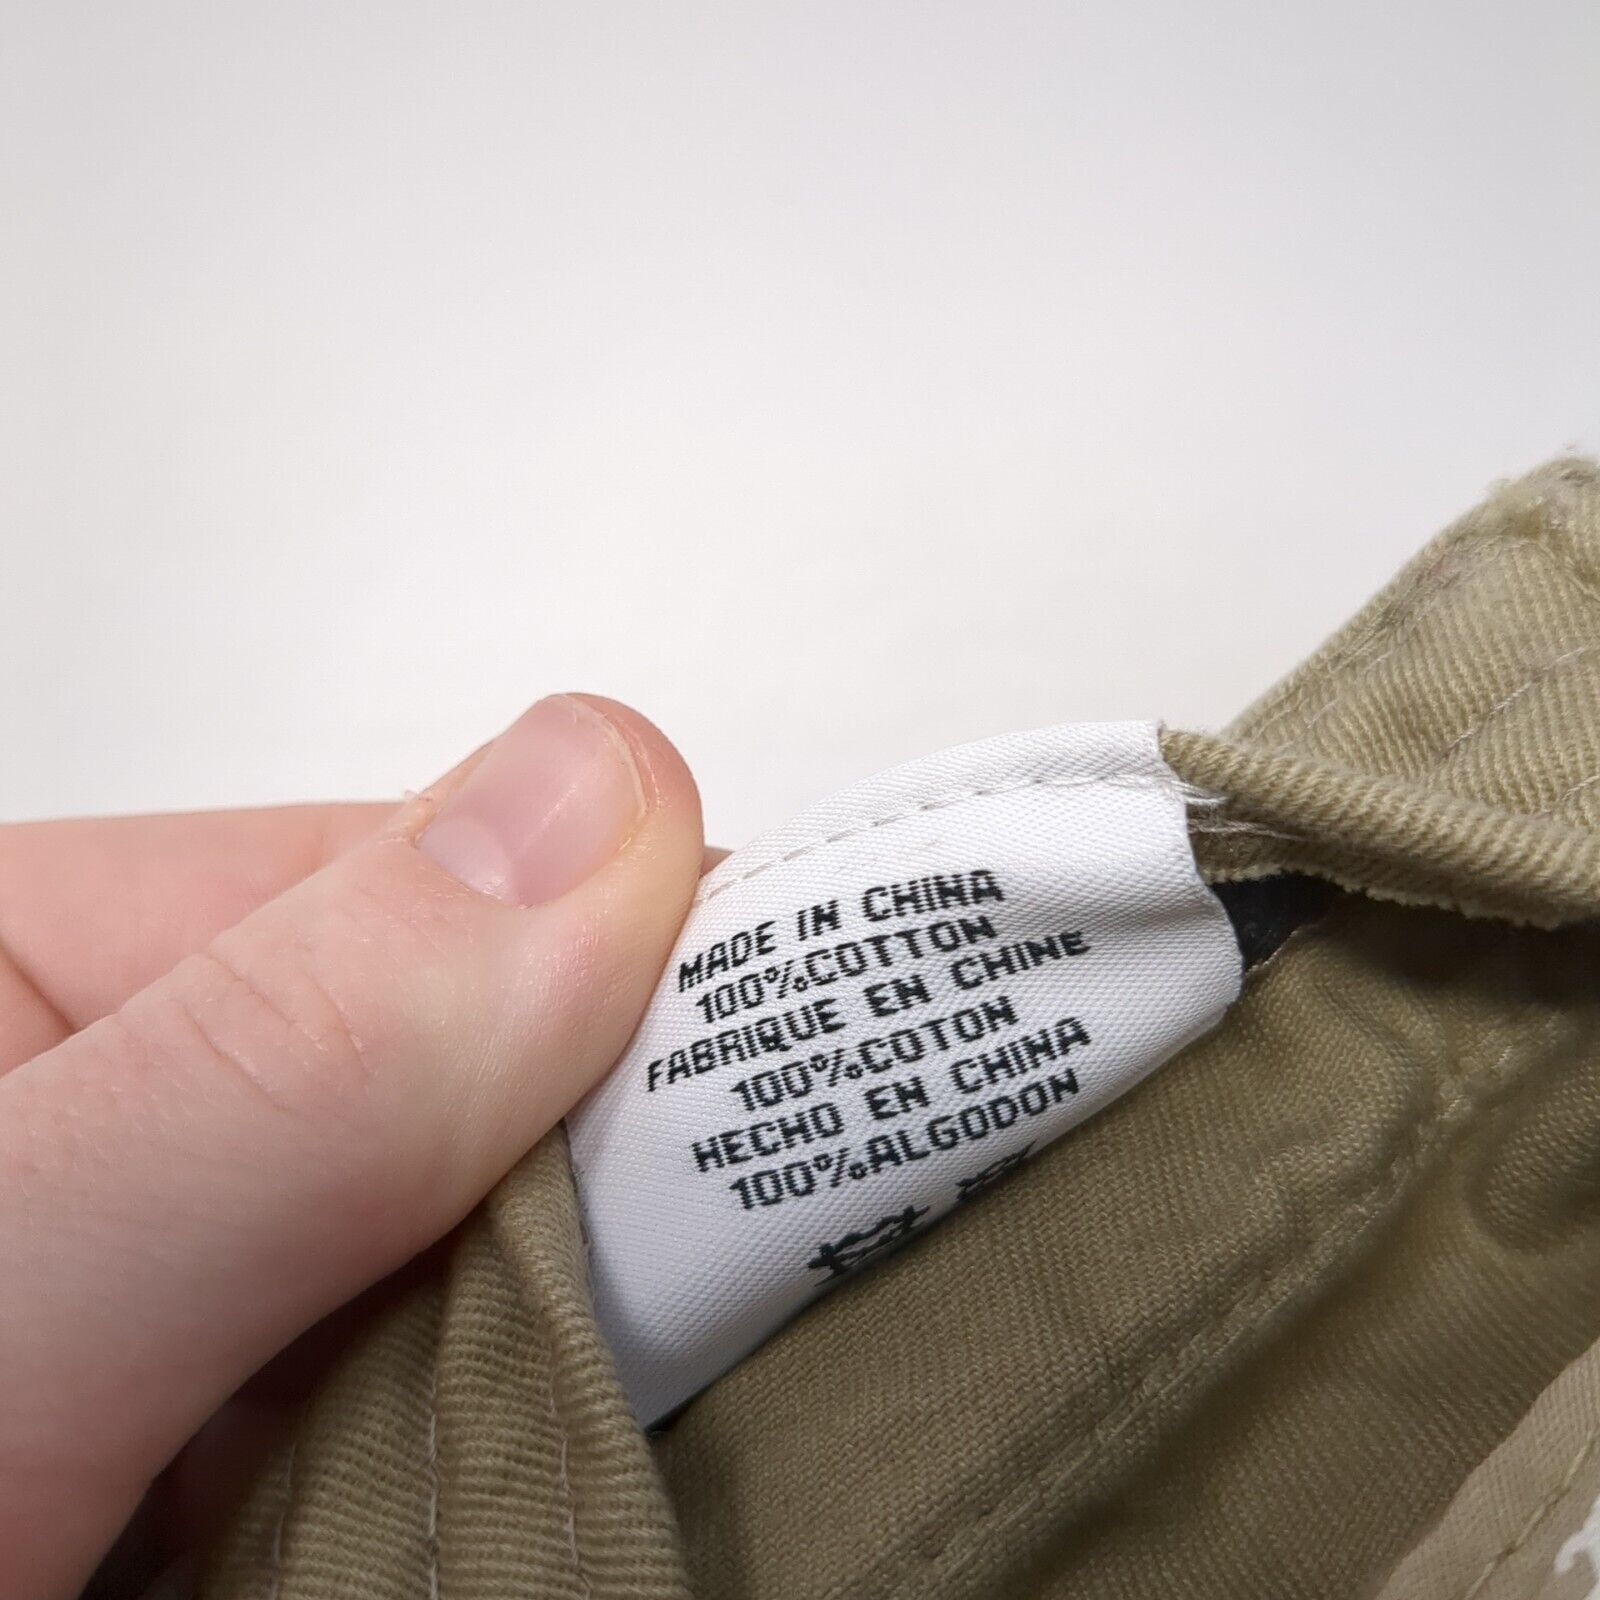 MADE IN CHINA
100%COTTON
FABRIQUE EN CHINE
100%COTON
HECHO EN CHINA
100%ALGODON